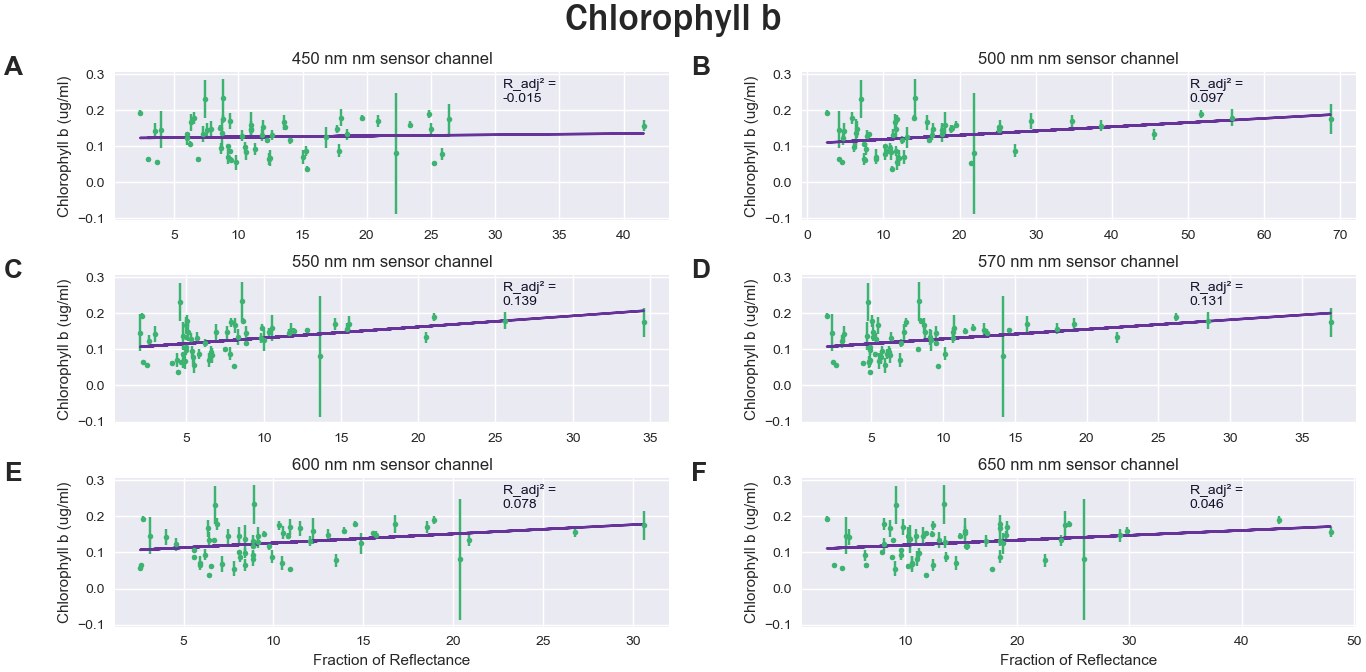 Chlorophyll b
A
450 nm nm sensor channel
Chlorophyll b (ug/ml)
0.3
0.2
0.1
0.0
−0.1
R_adj² =
-0.015
5 10 15 20 25 30 35 40
B
500 nm nm sensor channel
Chlorophyll b (ug/ml)
0.3
0.2
0.1
0.0
−0.1
R_adj² =
0.097
0 10 20 30 40 50 60 70
C
550 nm nm sensor channel
Chlorophyll b (ug/ml)
0.3
0.2
0.1
0.0
−0.1
R_adj² =
0.139
5 10 15 20 25 30 35
D
570 nm nm sensor channel
Chlorophyll b (ug/ml)
0.3
0.2
0.1
0.0
−0.1
R_adj² =
0.131
5 10 15 20 25 30 35
E
600 nm nm sensor channel
Chlorophyll b (ug/ml)
0.3
0.2
0.1
0.0
−0.1
R_adj² =
0.078
5 10 15 20 25 30
Fraction of Reflectance
F
650 nm nm sensor channel
Chlorophyll b (ug/ml)
0.3
0.2
0.1
0.0
−0.1
R_adj² =
0.046
10 20 30 40 50
Fraction of Reflectance